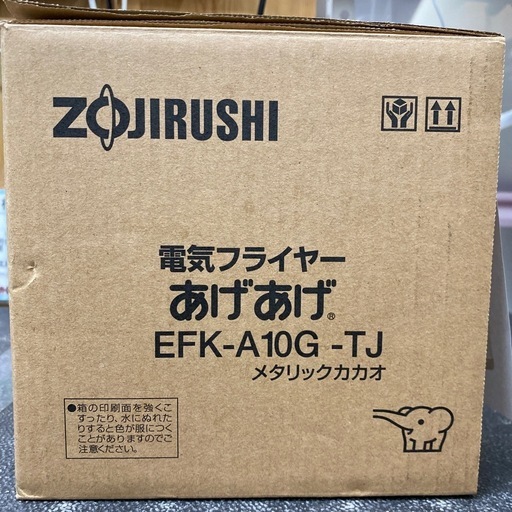 ZOJIRUSHI
電気フライヤー
あげあげ®
EFK-A10G -TJ
メタリックカカオ
●箱の印刷面を強くこ
すったり、水にぬれた
りすると色が服につく
ことがありますのでご
注意ください。